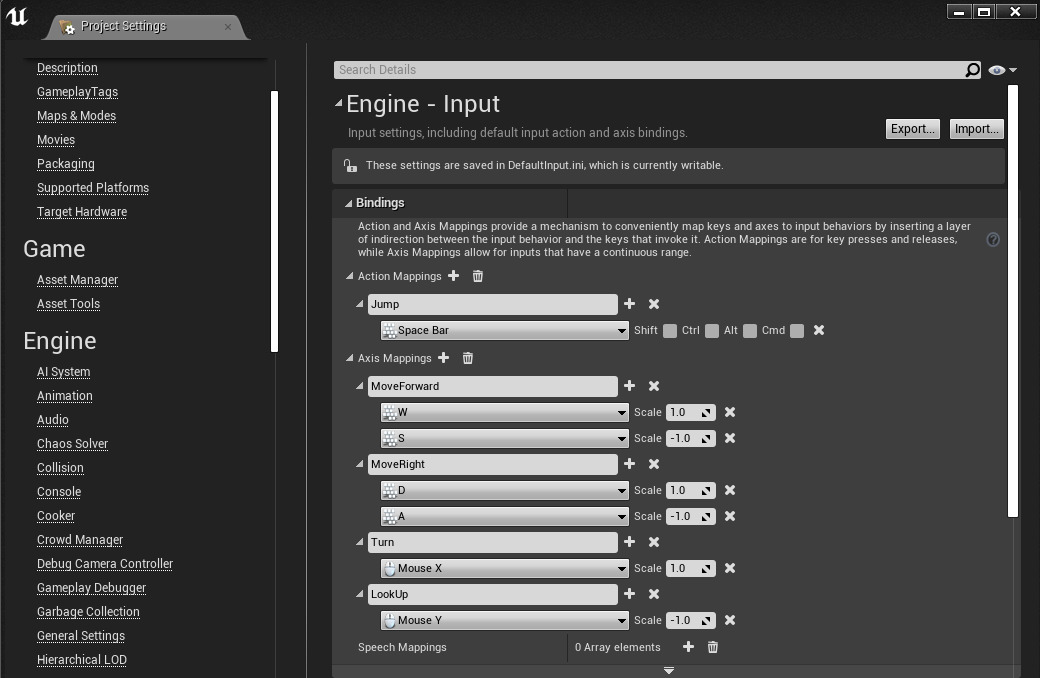 Project Settings
Description
GameplayTags
Maps & Modes
Movies
Packaging
Supported Platforms
Target Hardware
Game
Asset Manager
Asset Tools
Engine
AI System
Animation
Audio
Chaos Solver
Collision
Console
Cooker
Crowd Manager
Debug Camera Controller
Gameplay Debugger
Garbage Collection
General Settings
Hierarchical LOD
Search Details
Engine - Input
Input settings, including default input action and axis bindings.
Export... Import...
These settings are saved in DefaultInput.ini, which is currently writable.
Bindings
Action and Axis Mappings provide a mechanism to conveniently map keys and axes to input behaviors by inserting a layer
of indirection between the input behavior and the keys that invoke it. Action Mappings are for key presses and releases,
while Axis Mappings allow for inputs that have a continuous range.
Action Mappings
Jump
Space Bar Shift Ctrl Alt Cmd
Axis Mappings
MoveForward
W Scale 1.0
S Scale -1.0
MoveRight
D Scale 1.0
A Scale -1.0
Turn
Mouse X Scale 1.0
LookUp
Mouse Y Scale -1.0
Speech Mappings 0 Array elements